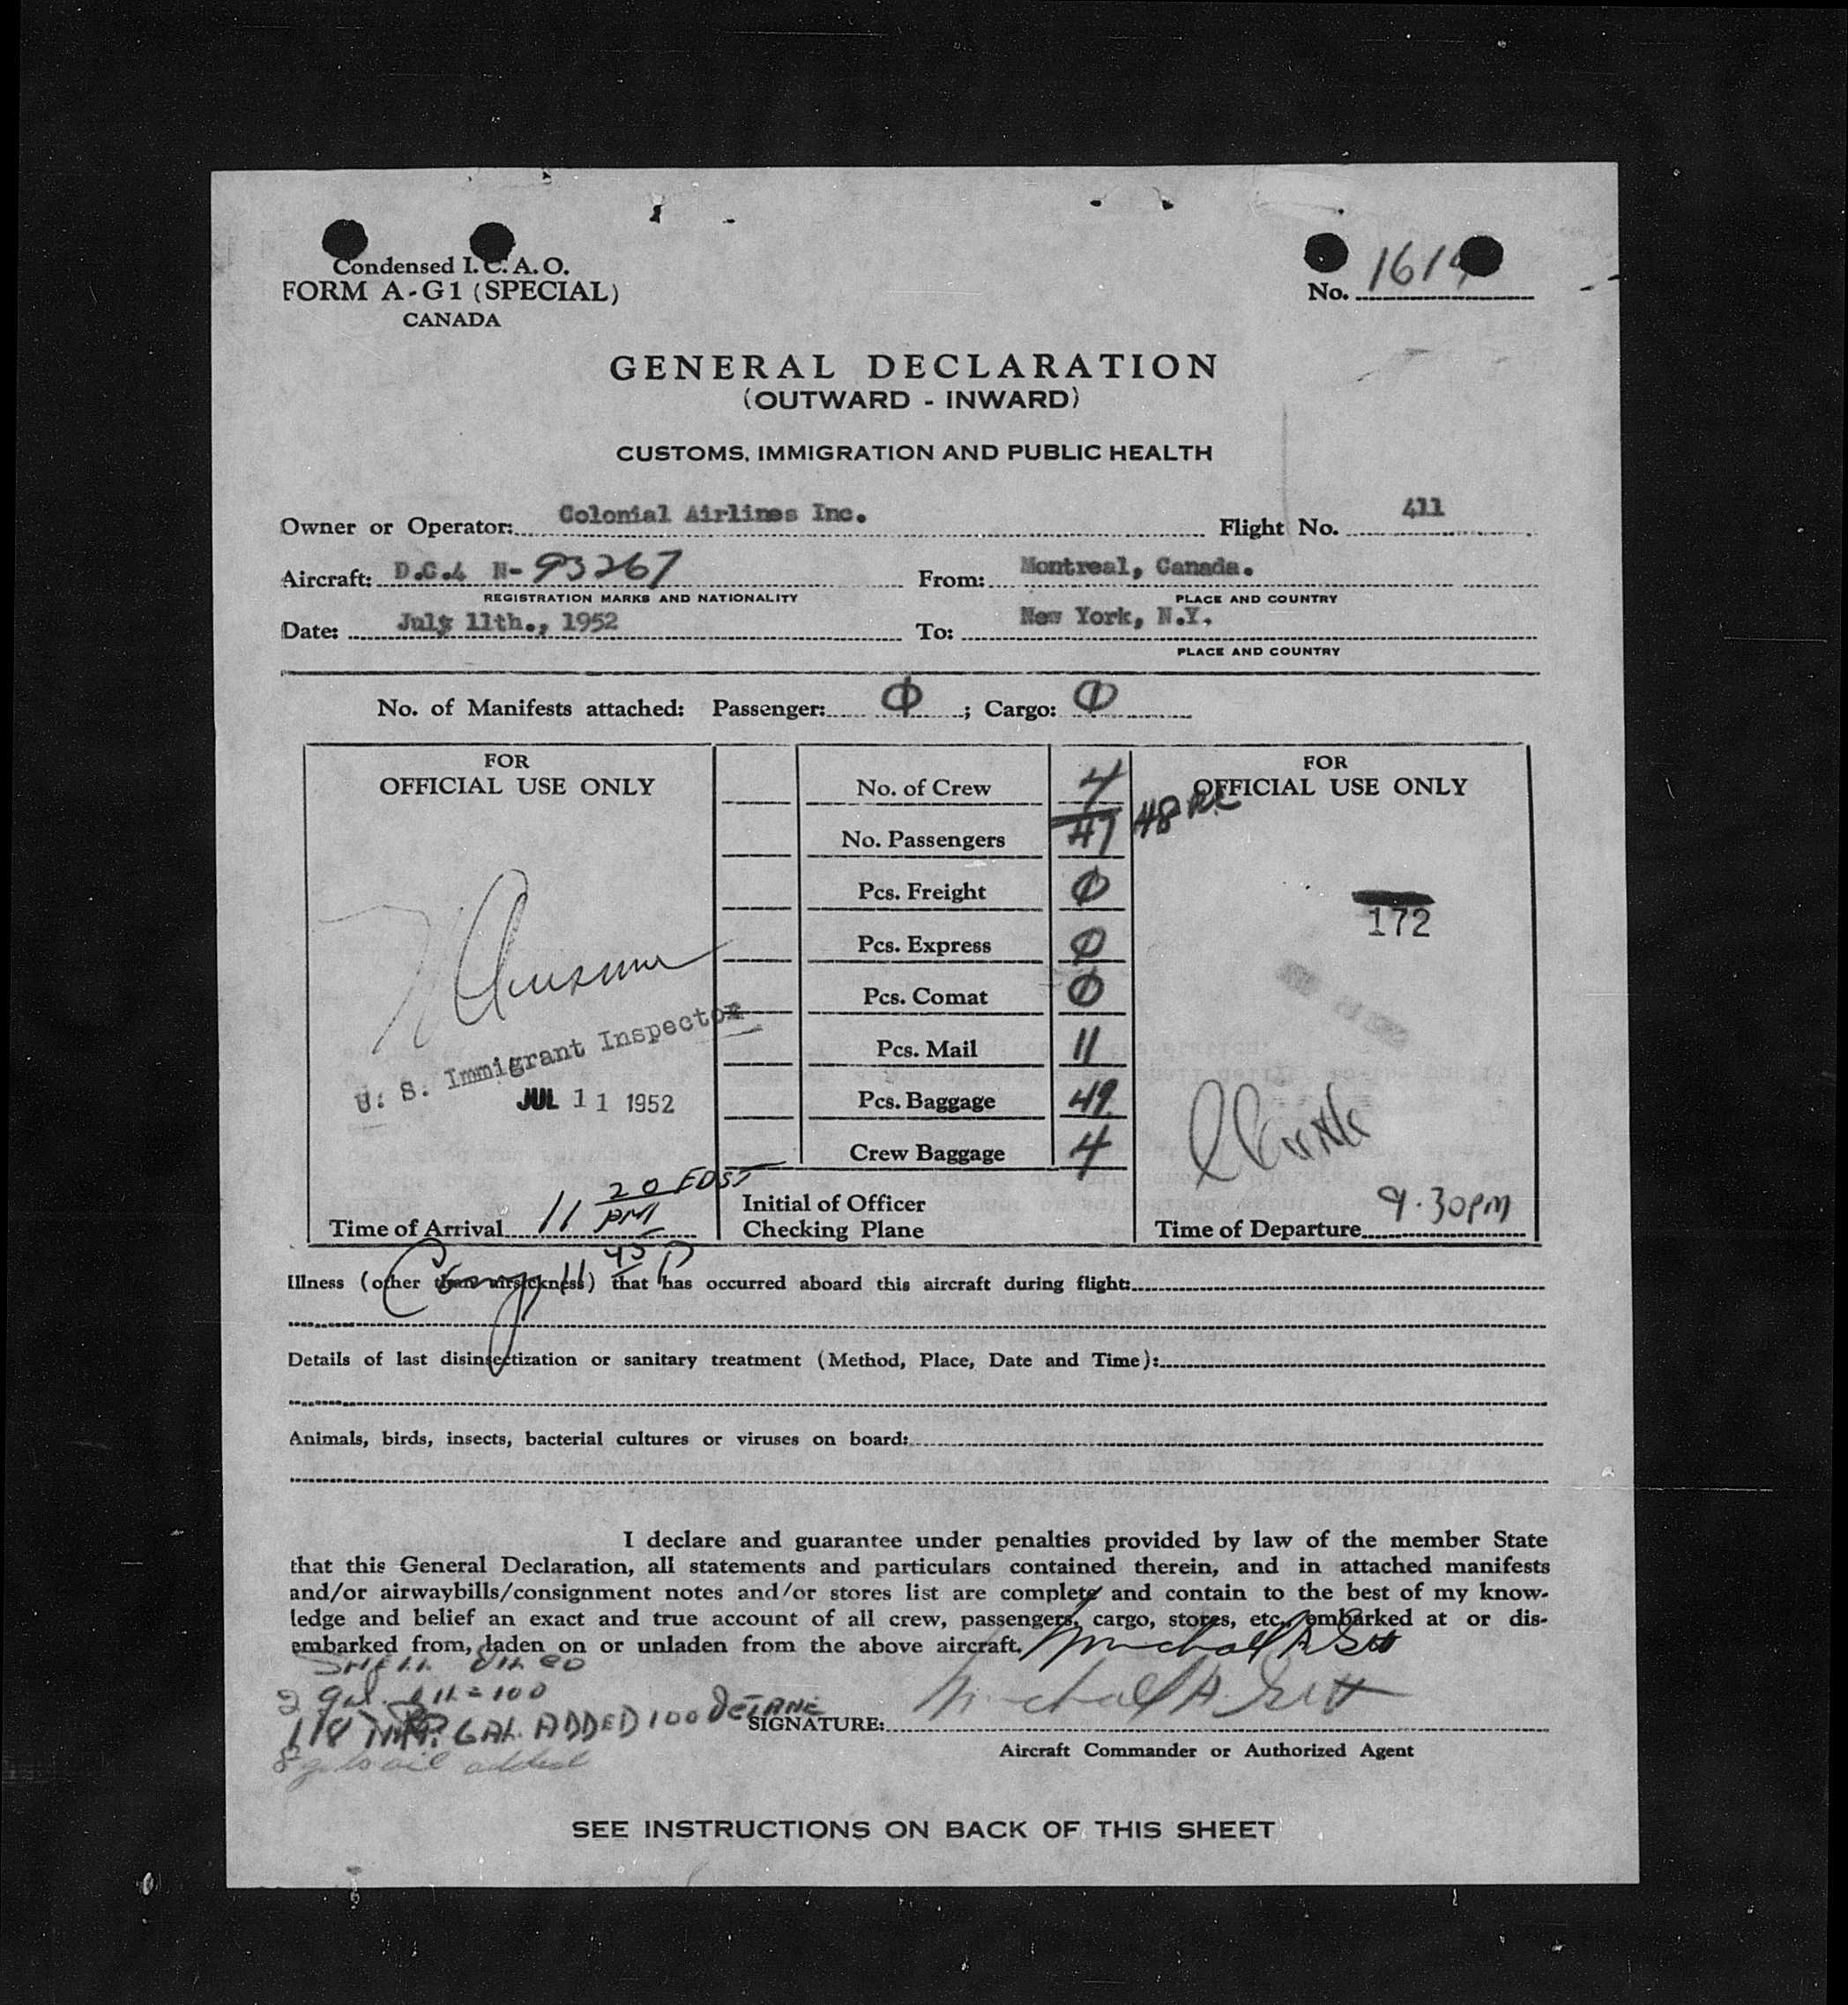 Condensed I.C.A.O.
FORM A-G1 (SPECIAL)
CANADA
No. 1614
GENERAL DECLARATION
(OUTWARD - INWARD)
CUSTOMS, IMMIGRATION AND PUBLIC HEALTH
Owner or Operator: Colonial Airlines Inc. Flight No. 411
Aircraft: D.C.4 N-93267 From: Montreal, Canada.
REGISTRATION MARKS AND NATIONALITY PLACE AND COUNTRY
Date: July 11th., 1952 To: New York, N.Y.
PLACE AND COUNTRY
No. of Manifests attached: Passenger: Φ ; Cargo: Φ
FOR
OFFICIAL USE ONLY
U. S. Immigrant Inspector
JUL 11 1952
Time of Arrival 11 20 PM EDST
No. of Crew 4
No. Passengers 47 48
Pcs. Freight Ø
Pcs. Express Ø
Pcs. Comat Ø
Pcs. Mail 11
Pcs. Baggage 49
Crew Baggage 4
Initial of Officer
Checking Plane
FOR
OFFICIAL USE ONLY
172
Time of Departure 9.30pm
Illness (other than airsickness) that has occurred aboard this aircraft during flight:
Details of last disinsectization or sanitary treatment (Method, Place, Date and Time):
Animals, birds, insects, bacterial cultures or viruses on board:
I declare and guarantee under penalties provided by law of the member State
that this General Declaration, all statements and particulars contained therein, and in attached manifests
and/or airwaybills/consignment notes and/or stores list are complete and contain to the best of my know-
ledge and belief an exact and true account of all crew, passengers, cargo, stores, etc., embarked at or dis-
embarked from, laden on or unladen from the above aircraft.
2 gal. 100
118 GAL. ADDED 100 OCTANE
8 gals oil added
SIGNATURE:
Aircraft Commander or Authorized Agent
SEE INSTRUCTIONS ON BACK OF THIS SHEET